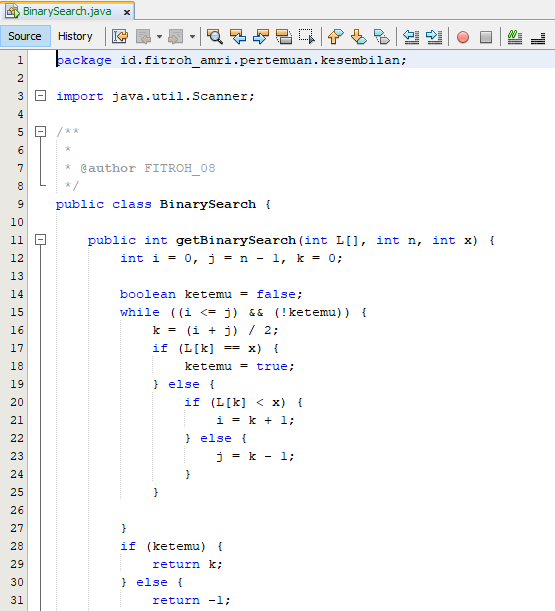 BinarySearch.java
Source History
1 package id.fitroh_amri.pertemuan.kesembilan;
2
3 import java.util.Scanner;
4
5 /**
6 *
7 * @author FITROH_08
8 */
9 public class BinarySearch {
10
11 public int getBinarySearch(int L[], int n, int x) {
12 int i = 0, j = n - 1, k = 0;
13
14 boolean ketemu = false;
15 while ((i <= j) && (!ketemu)) {
16 k = (i + j) / 2;
17 if (L[k] == x) {
18 ketemu = true;
19 } else {
20 if (L[k] < x) {
21 i = k + 1;
22 } else {
23 j = k - 1;
24 }
25 }
26
27 }
28 if (ketemu) {
29 return k;
30 } else {
31 return -1;